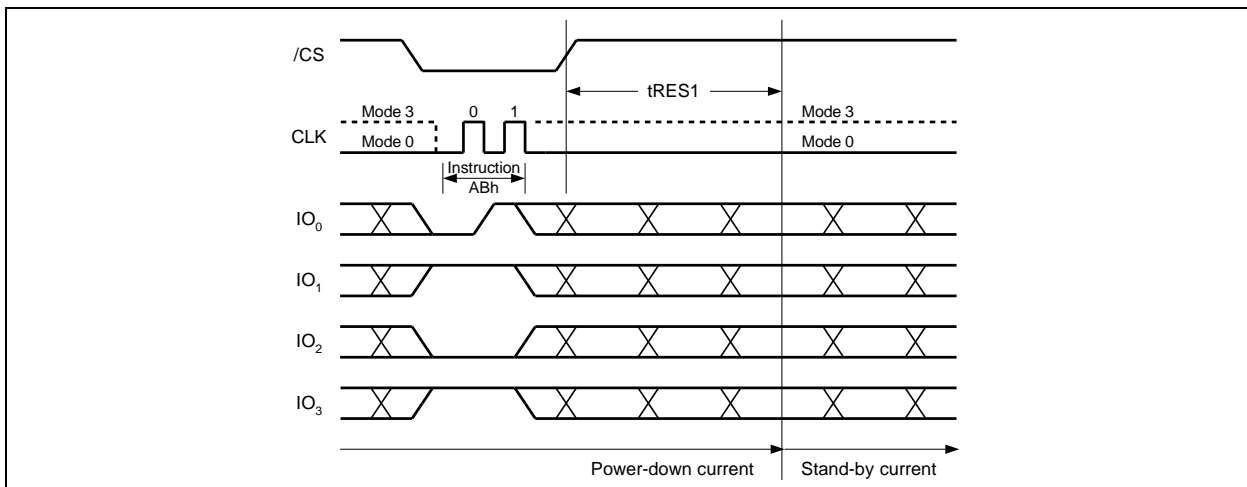 /CS
tRES1
Mode 3 0 1 Mode 3
CLK
Mode 0 Mode 0
Instruction
ABh
IO0
IO1
IO2
IO3
Power-down current Stand-by current